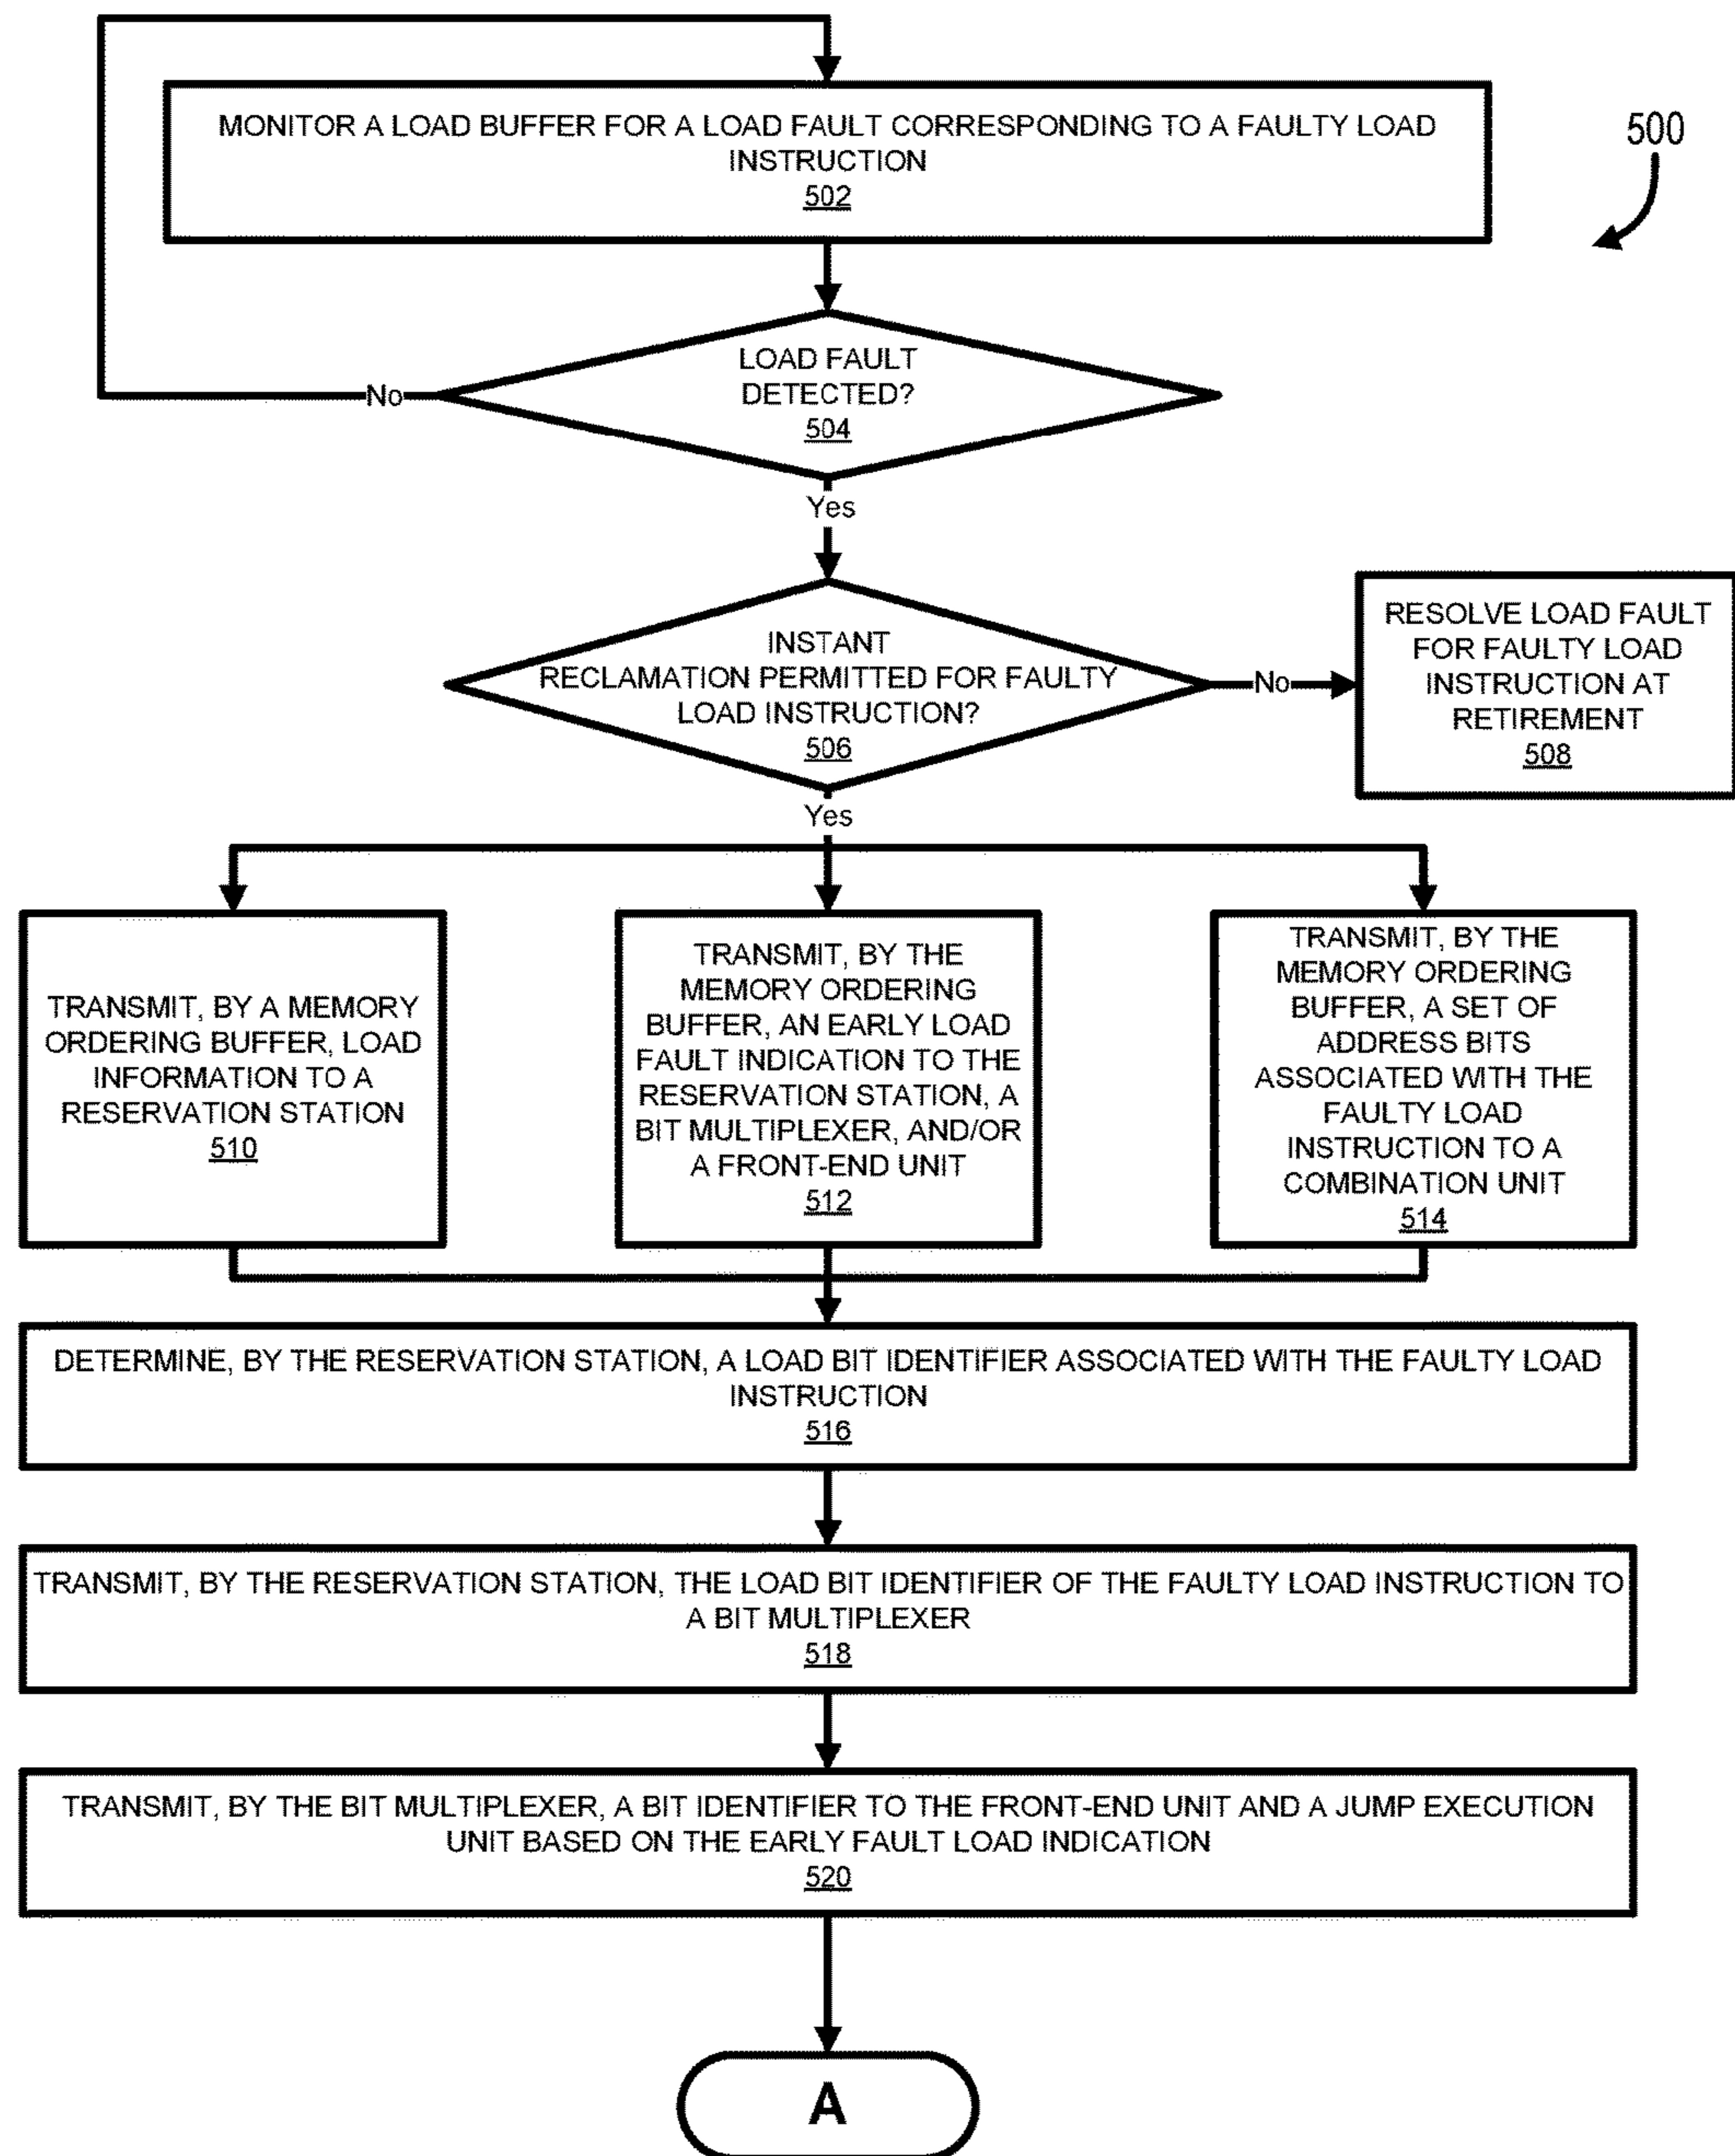 MONITOR A LOAD BUFFER FOR A LOAD FAULT CORRESPONDING TO A FAULTY LOAD
INSTRUCTION
502
500
LOAD FAULT
DETECTED?
504
No
Yes
INSTANT
RECLAMATION PERMITTED FOR FAULTY
LOAD INSTRUCTION?
506
No
RESOLVE LOAD FAULT
FOR FAULTY LOAD
INSTRUCTION AT
RETIREMENT
508
Yes
TRANSMIT, BY A MEMORY
ORDERING BUFFER, LOAD
INFORMATION TO A
RESERVATION STATION
510
TRANSMIT, BY THE
MEMORY ORDERING
BUFFER, AN EARLY LOAD
FAULT INDICATION TO THE
RESERVATION STATION, A
BIT MULTIPLEXER, AND/OR
A FRONT-END UNIT
512
TRANSMIT, BY THE
MEMORY ORDERING
BUFFER, A SET OF
ADDRESS BITS
ASSOCIATED WITH THE
FAULTY LOAD
INSTRUCTION TO A
COMBINATION UNIT
514
DETERMINE, BY THE RESERVATION STATION, A LOAD BIT IDENTIFIER ASSOCIATED WITH THE FAULTY LOAD
INSTRUCTION
516
TRANSMIT, BY THE RESERVATION STATION, THE LOAD BIT IDENTIFIER OF THE FAULTY LOAD INSTRUCTION TO
A BIT MULTIPLEXER
518
TRANSMIT, BY THE BIT MULTIPLEXER, A BIT IDENTIFIER TO THE FRONT-END UNIT AND A JUMP EXECUTION
UNIT BASED ON THE EARLY FAULT LOAD INDICATION
520
A